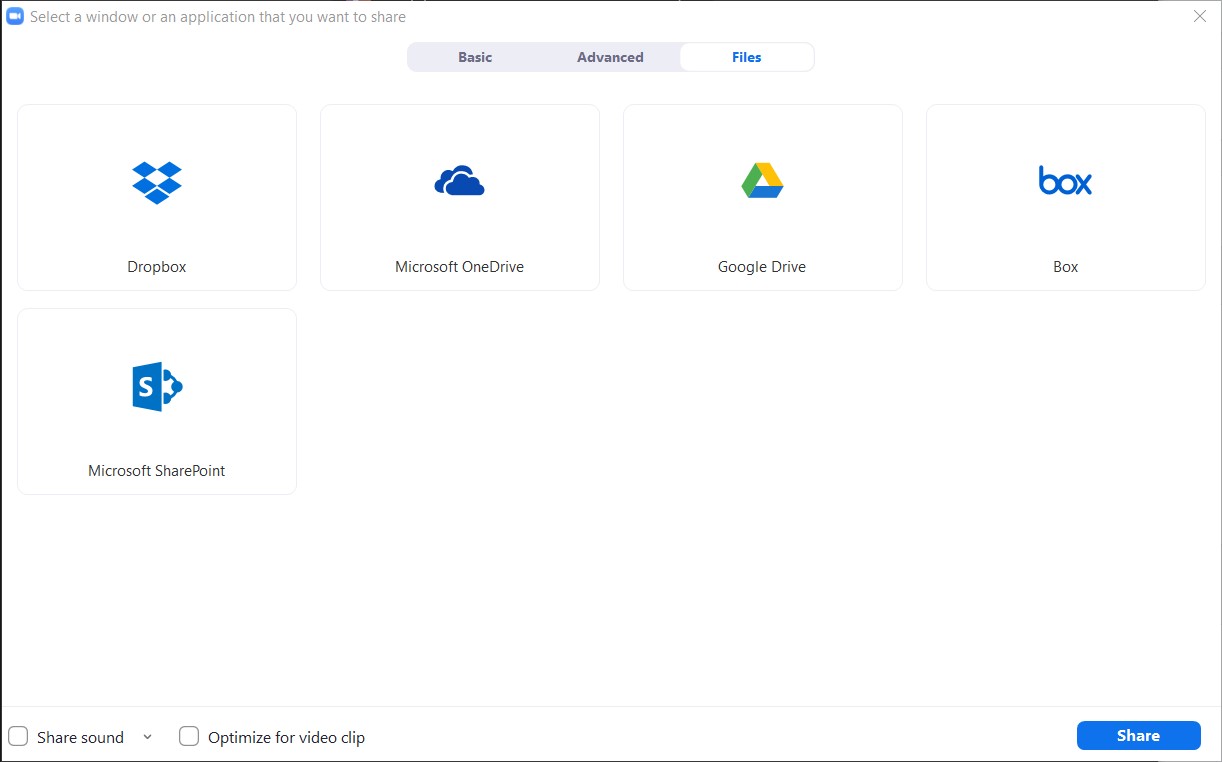 Select a window or an application that you want to share
Basic Advanced Files
Dropbox
Microsoft OneDrive
Google Drive
box
Box
S
Microsoft SharePoint
Share sound
Optimize for video clip
Share